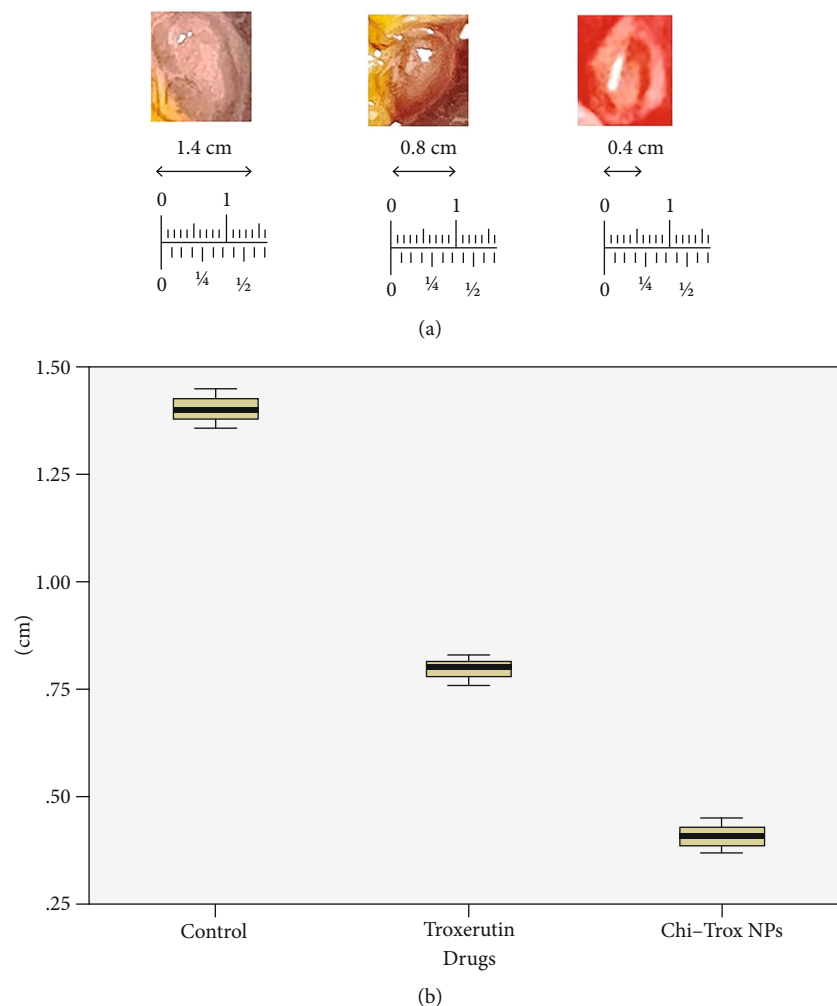 1.4 cm 0.8 cm 0.4 cm
0 1 0 1 0 1
0 ¼ ½ 0 ¼ ½ 0 ¼ ½
(a)
1.50
1.25
1.00
.75
.50
.25
(cm)
Control Troxerutin Chi–Trox NPs
Drugs
(b)